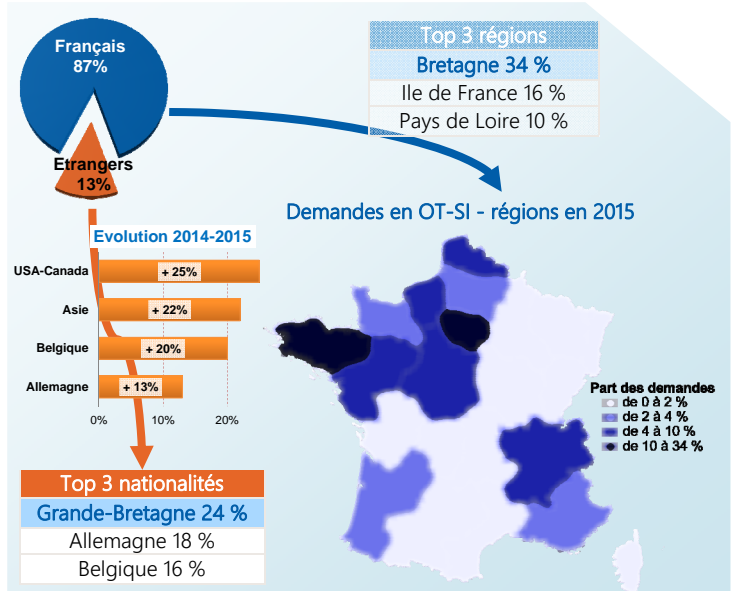 Français
87%
Etrangers
13%
Top 3 régions
Bretagne 34 %
Ile de France 16 %
Pays de Loire 10 %
Demandes en OT-SI - régions en 2015
Evolution 2014-2015
USA-Canada
+ 25%
Asie
+ 22%
Belgique
+ 20%
Allemagne
+ 13%
0%
10%
20%
Part des demandes
de 0 à 2 %
de 2 à 4 %
de 4 à 10 %
de 10 à 34 %
Top 3 nationalités
Grande-Bretagne 24 %
Allemagne 18 %
Belgique 16 %